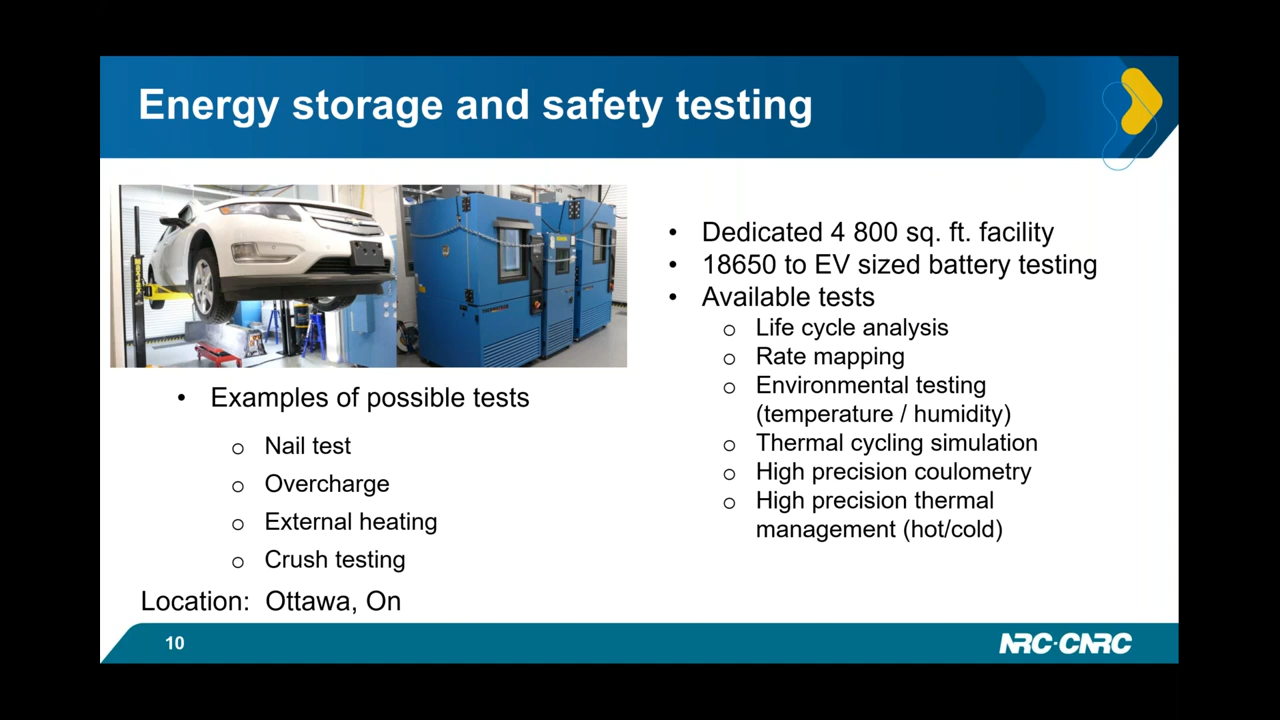 Energy storage and safety testing
• Examples of possible tests
o Nail test
o Overcharge
o External heating
o Crush testing
Location: Ottawa, On
• Dedicated 4 800 sq. ft. facility
• 18650 to EV sized battery testing
• Available tests
o Life cycle analysis
o Rate mapping
o Environmental testing
(temperature / humidity)
o Thermal cycling simulation
o High precision coulometry
o High precision thermal
management (hot/cold)
10
NRC·CNRC